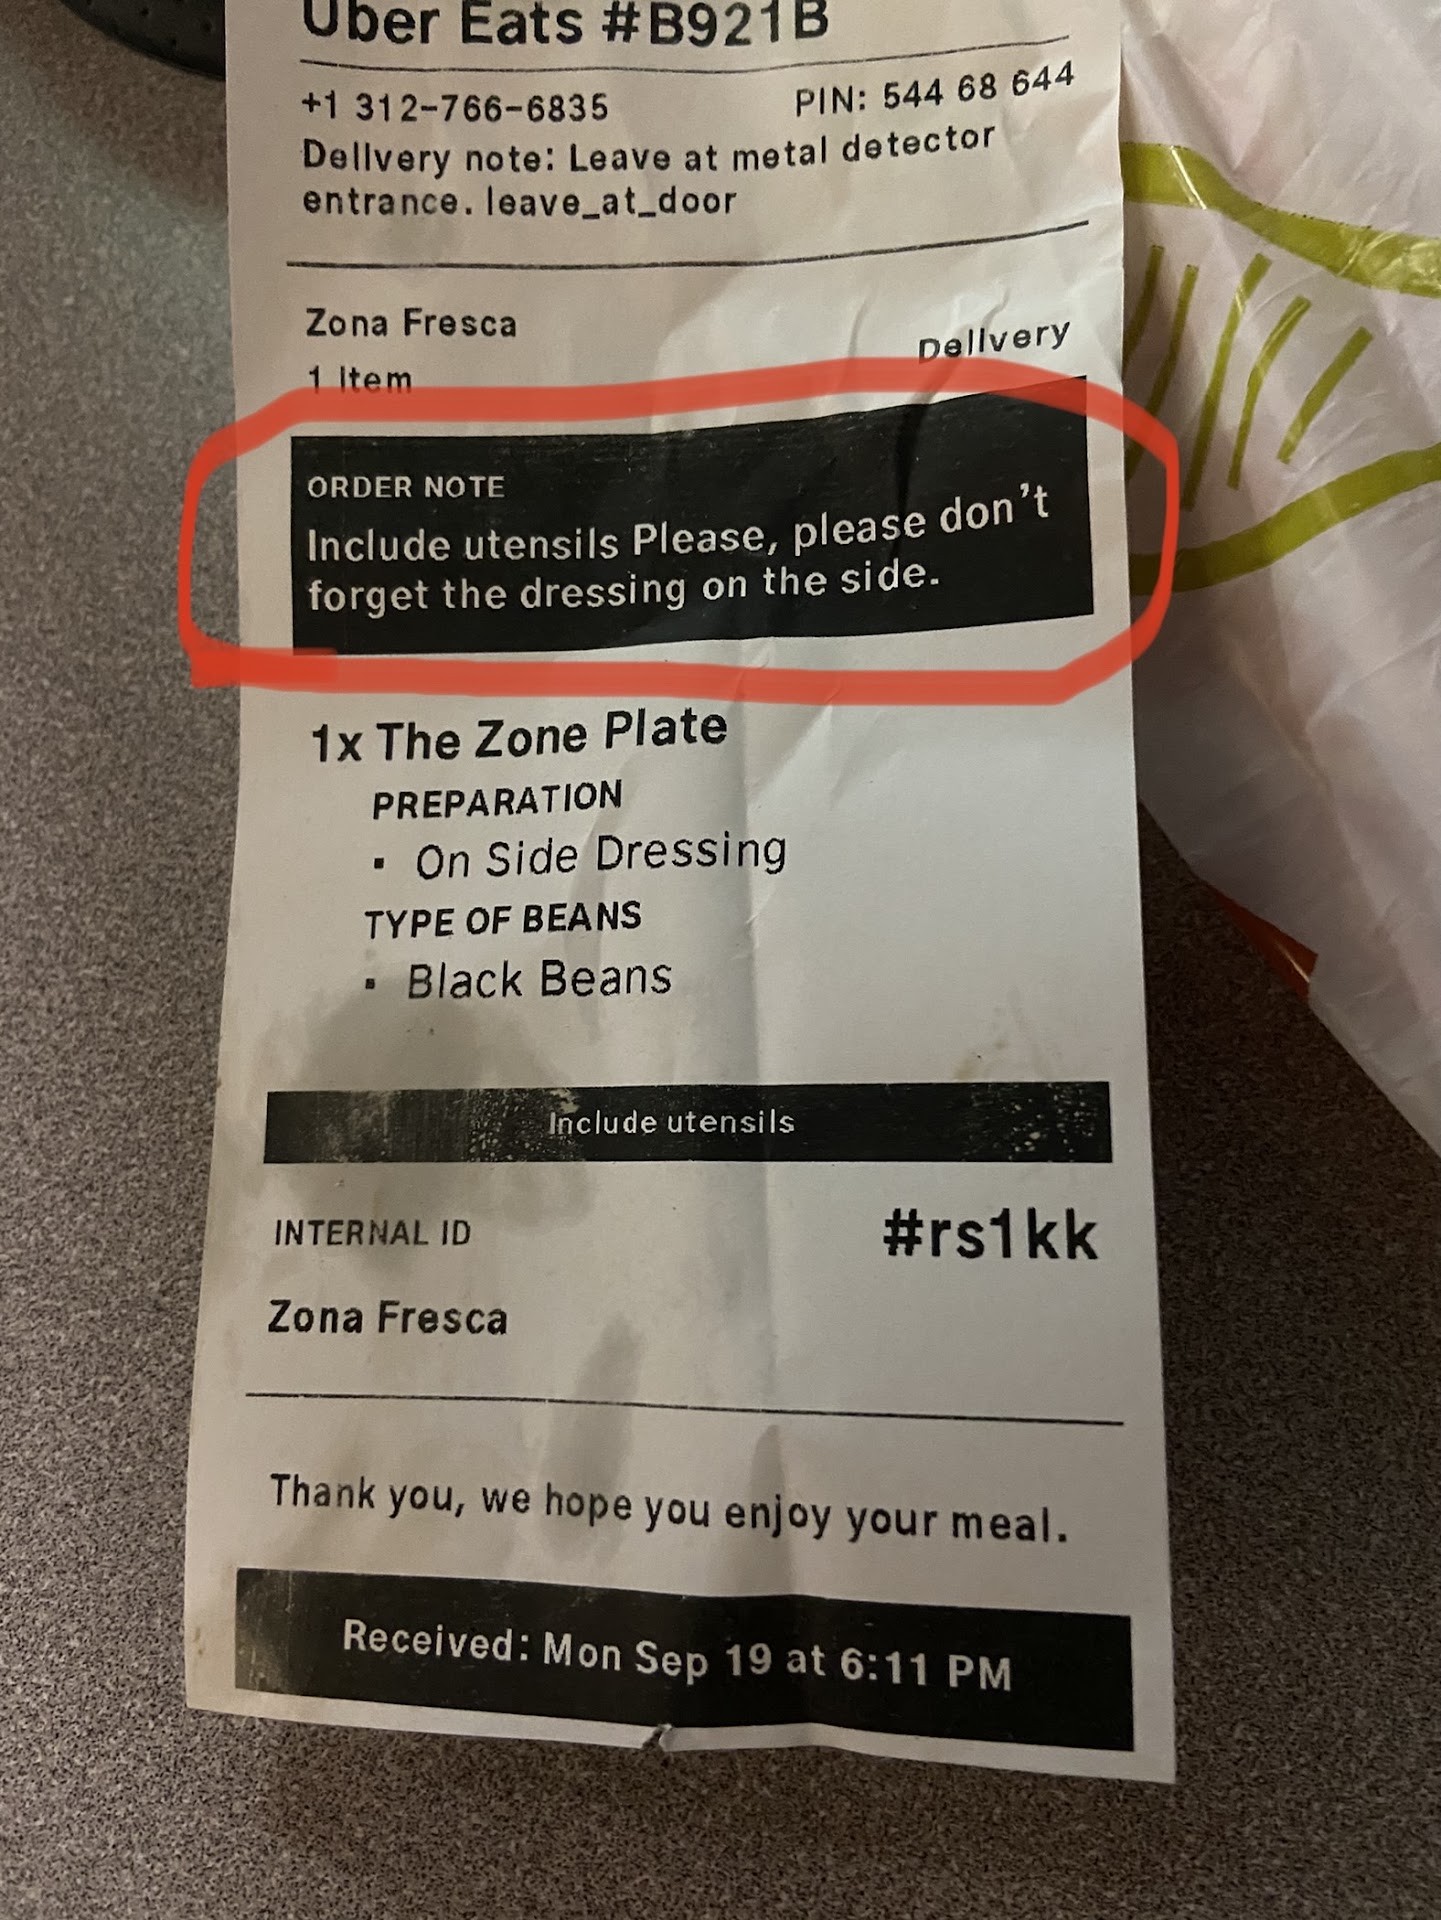 Uber Eats #B921B
+1 312-766-6835 PIN: 544 68 644
Delivery note: Leave at metal detector
entrance. leave_at_door
Zona Fresca
1 Item Delivery
ORDER NOTE
Include utensils Please, please don't
forget the dressing on the side.
1x The Zone Plate
PREPARATION
▪ On Side Dressing
TYPE OF BEANS
▪ Black Beans
Include utensils
INTERNAL ID #rs1kk
Zona Fresca
Thank you, we hope you enjoy your meal.
Received: Mon Sep 19 at 6:11 PM